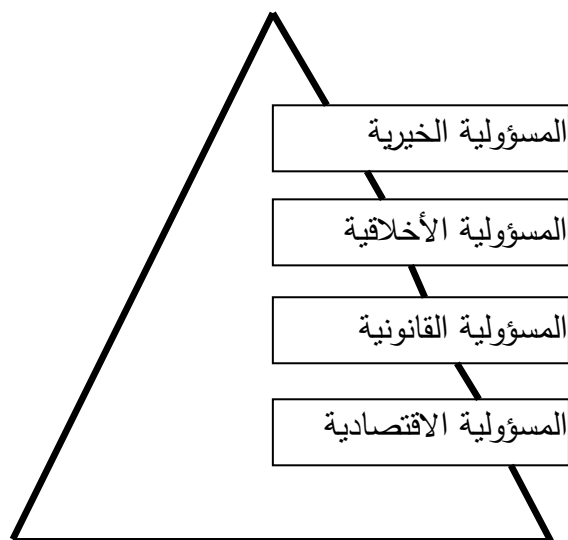 المسؤولية الخيرية
المسؤولية الأخلاقية
المسؤولية القانونية
المسؤولية الاقتصادية